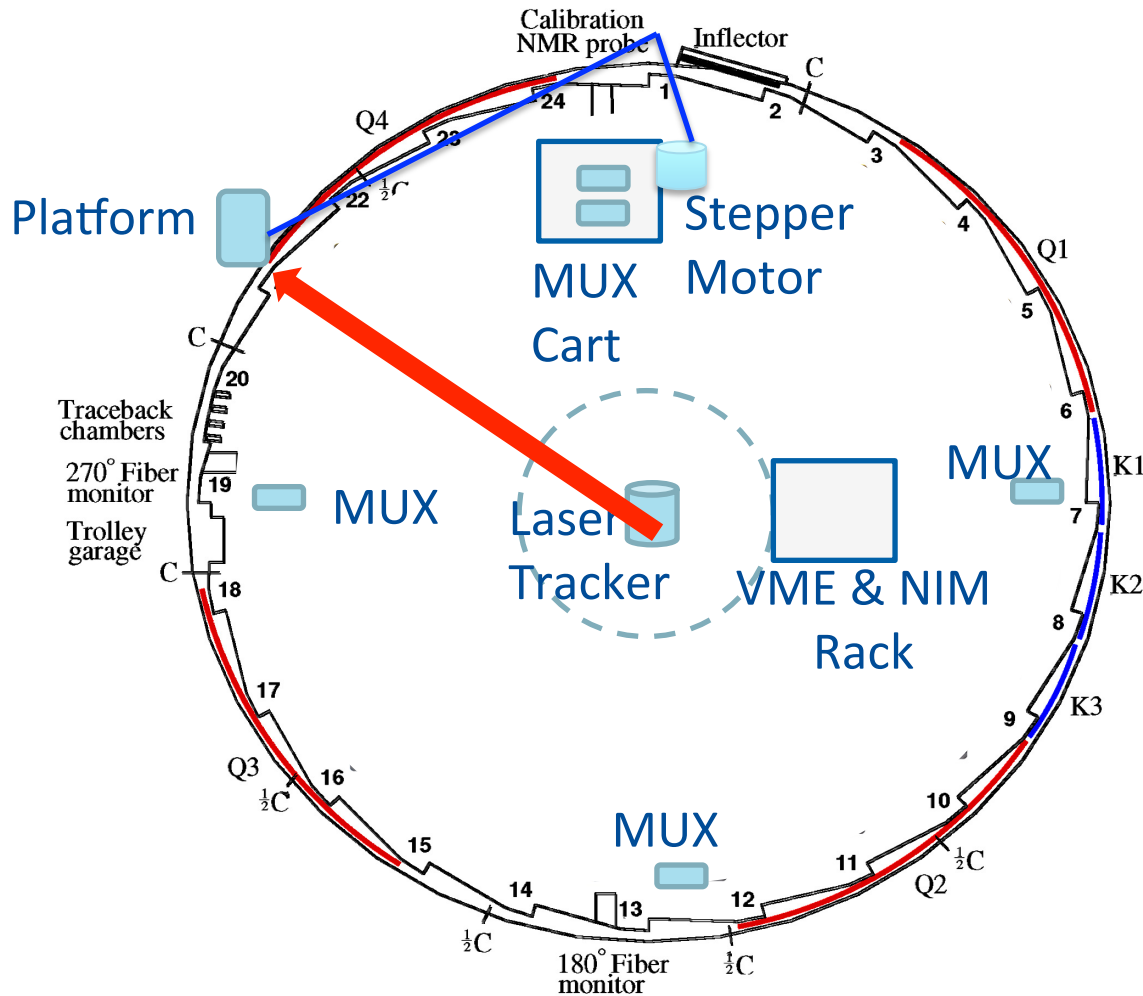 Calibration
NMR probe
Inflector
C
1
2
3
24
23
22
Q4
½C
Platform
Stepper
Motor
MUX
Cart
4
Q1
5
6
C
20
Traceback
chambers
270° Fiber
monitor
19
Trolley
garage
C
18
MUX
Laser
Tracker
MUX
K1
7
VME & NIM
Rack
K2
8
K3
9
17
Q3
½C
16
15
14
½C
13
180° Fiber
monitor
MUX
12
½C
11
Q2
10
½C